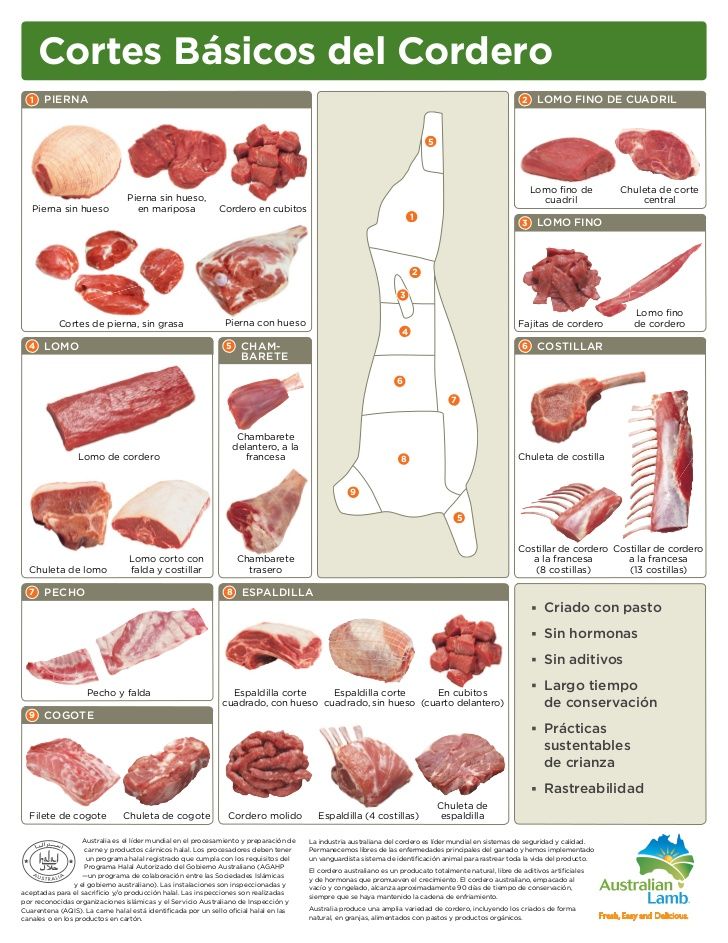 Cortes Básicos del Cordero
1 PIERNA
Pierna sin hueso
Pierna sin hueso,
en mariposa
Cordero en cubitos
Cortes de pierna, sin grasa
Pierna con hueso
5
1
2
3
4
6
7
8
9
5
2 LOMO FINO DE CUADRIL
Lomo fino de
cuadril
Chuleta de corte
central
3 LOMO FINO
Fajitas de cordero
Lomo fino
de cordero
4 LOMO
Lomo de cordero
Chuleta de lomo
Lomo corto con
falda y costillar
5 CHAM-
BARETE
Chambarete
delantero, a la
francesa
Chambarete
trasero
6 COSTILLAR
Chuleta de costilla
Costillar de cordero
a la francesa
(8 costillas)
Costillar de cordero
a la francesa
(13 costillas)
7 PECHO
Pecho y falda
8 ESPALDILLA
Espaldilla corte
cuadrado, con hueso
Espaldilla corte
cuadrado, sin hueso
En cubitos
(cuarto delantero)
Cordero molido
Espaldilla (4 costillas)
Chuleta de
espaldilla
9 COGOTE
Filete de cogote
Chuleta de cogote
▪ Criado con pasto
▪ Sin hormonas
▪ Sin aditivos
▪ Largo tiempo
de conservación
▪ Prácticas
sustentables
de crianza
▪ Rastreabilidad
HALAL
AUSTRALIA
Australia es el líder mundial en el procesamiento y preparación de
carne y productos cárnicos halal. Los procesadores deben tener
un programa halal registrado que cumpla con los requisitos del
Programa Halal Autorizado del Gobierno Australiano (AGAHP
—un programa de colaboración entre las Sociedades Islámicas
y el gobierno australiano). Las instalaciones son inspeccionadas y
aceptadas para el sacrificio y/o producción halal. Las inspecciones son realizadas
por reconocidas organizaciones islámicas y el Servicio Australiano de Inspección y
Cuarentena (AQIS). La carne halal está identificada por un sello oficial halal en las
canales o en los productos en cartón.
La industria australiana del cordero es líder mundial en sistemas de seguridad y calidad.
Permanecemos libres de las enfermedades principales del ganado y hemos implementado
un vanguardista sistema de identificación animal para rastrear toda la vida del producto.
El cordero australiano es un producato totalmente natural, libre de aditivos artificiales
y de hormonas que promueven el crecimiento. El cordero australiano, empacado al
vacío y congelado, alcanza aproximadamente 90 días de tiempo de conservación,
siempre que se haya mantenido la cadena de enfriamiento.
Australia produce una amplia variedad de cordero, incluyendo los criados de forma
natural, en granjas, alimentados con pastos y productos orgánicos.
Australian
Lamb
Fresh, Easy and Delicious.